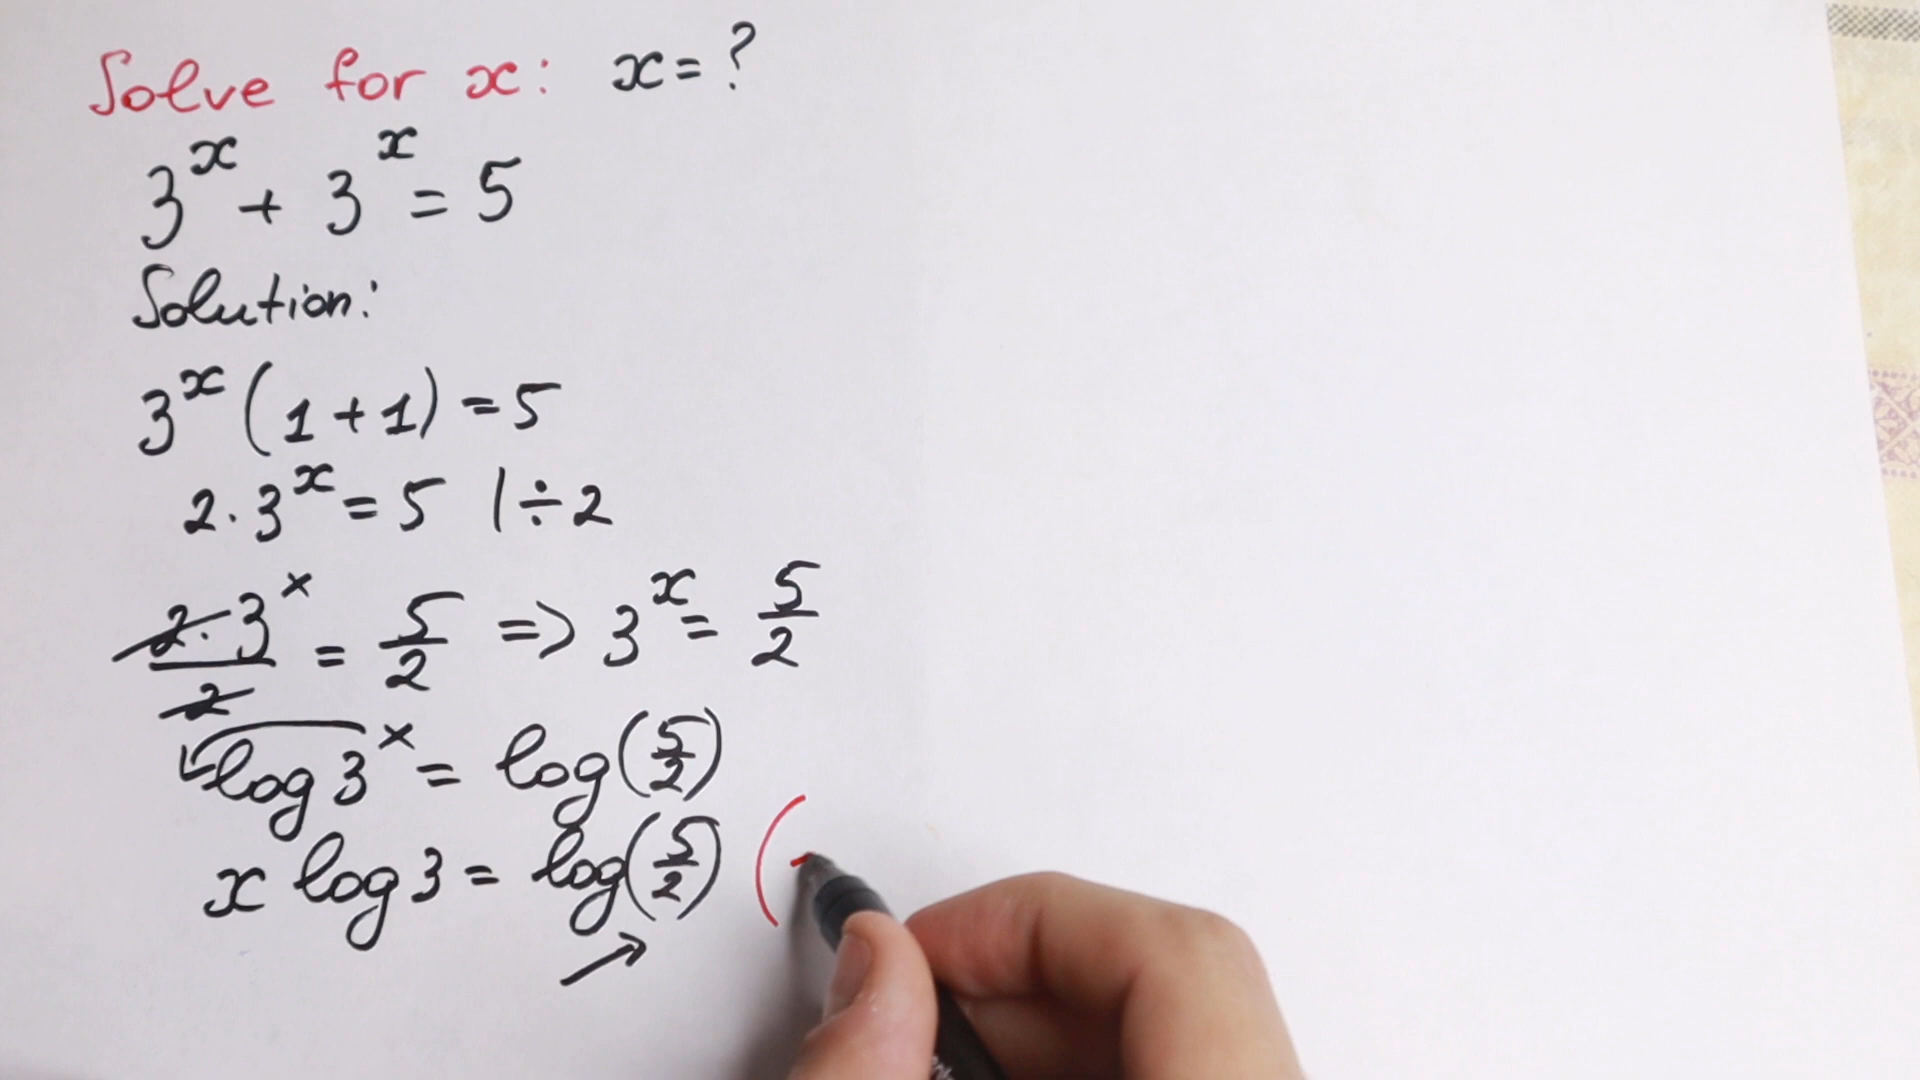 Solve for x: x = ?
3^x + 3^x = 5
Solution:
3^x (1 + 1) = 5
2 · 3^x = 5 | ÷ 2
2 · 3^x / 2 = 5/2 => 3^x = 5/2
log 3^x = log(5/2)
x log 3 = log(5/2) (